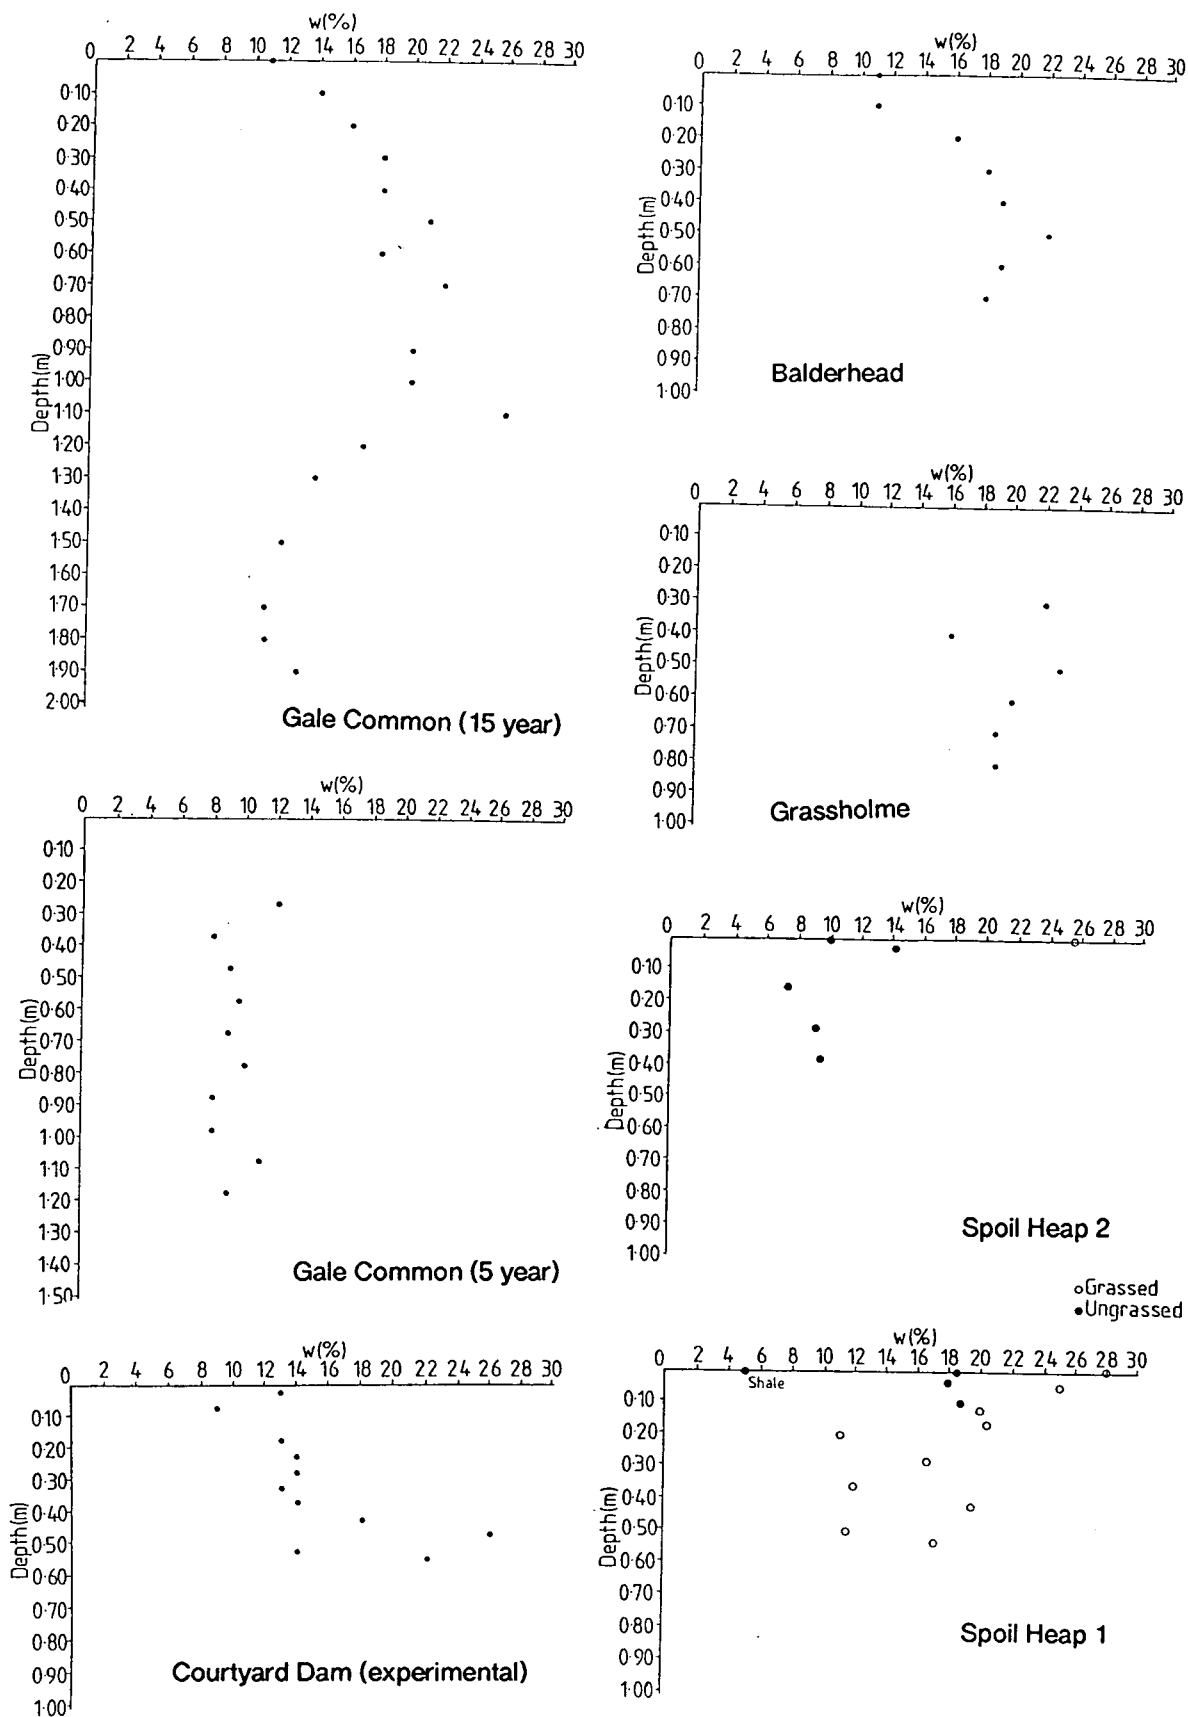 w(%)
0 2 4 6 8 10 12 14 16 18 20 22 24 26 28 30
0·10
0·20
0·30
0·40
0·50
0·60
0·70
0·80
0·90
1·00
1·10
1·20
1·30
1·40
1·50
1·60
1·70
1·80
1·90
2·00
Depth(m)
Gale Common (15 year)
w(%)
0 2 4 6 8 10 12 14 16 18 20 22 24 26 28 30
0·10
0·20
0·30
0·40
0·50
0·60
0·70
0·80
0·90
1·00
Depth(m)
Balderhead
w(%)
0 2 4 6 8 10 12 14 16 18 20 22 24 26 28 30
0·10
0·20
0·30
0·40
0·50
0·60
0·70
0·80
0·90
1·00
Depth(m)
Grassholme
w(%)
0 2 4 6 8 10 12 14 16 18 20 22 24 26 28 30
0·10
0·20
0·30
0·40
0·50
0·60
0·70
0·80
0·90
1·00
1·10
1·20
1·30
1·40
1·50
Depth(m)
Gale Common (5 year)
w(%)
0 2 4 6 8 10 12 14 16 18 20 22 24 26 28 30
0·10
0·20
0·30
0·40
0·50
0·60
0·70
0·80
0·90
1·00
Depth(m)
Spoil Heap 2
Grassed
Ungrassed
w(%)
0 2 4 6 8 10 12 14 16 18 20 22 24 26 28 30
0·10
0·20
0·30
0·40
0·50
0·60
0·70
0·80
0·90
1·00
Depth(m)
Courtyard Dam (experimental)
w(%)
0 2 4 6 8 10 12 14 16 18 20 22 24 26 28 30
Shale
0·10
0·20
0·30
0·40
0·50
0·60
0·70
0·80
0·90
1·00
Depth(m)
Spoil Heap 1